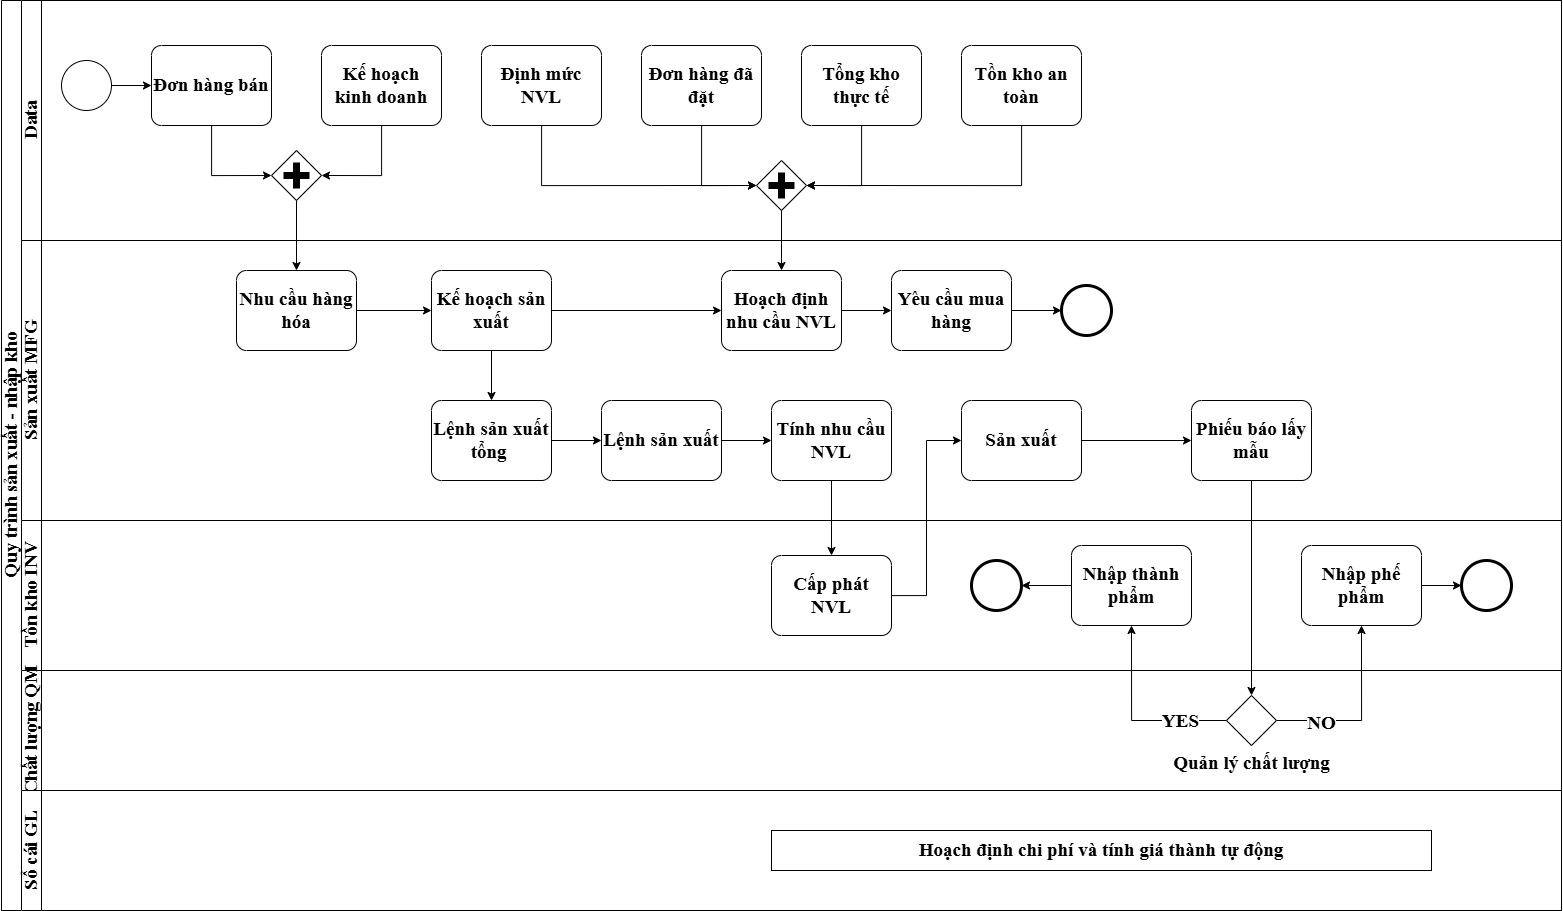 Quy trình sản xuất - nhập kho
Data
Đơn hàng bán
Kế hoạch
kinh doanh
Định mức
NVL
Đơn hàng đã
đặt
Tổng kho
thực tế
Tồn kho an
toàn
Sản xuất MFG
Nhu cầu hàng
hóa
Kế hoạch sản
xuất
Hoạch định
nhu cầu NVL
Yêu cầu mua
hàng
Lệnh sản xuất
tổng
Lệnh sản xuất
Tính nhu cầu
NVL
Sản xuất
Phiếu báo lấy
mẫu
Tồn kho INV
Cấp phát
NVL
Nhập thành
phẩm
Nhập phế
phẩm
Chất lượng QM
YES
NO
Quản lý chất lượng
Sổ cái GL
Hoạch định chi phí và tính giá thành tự động